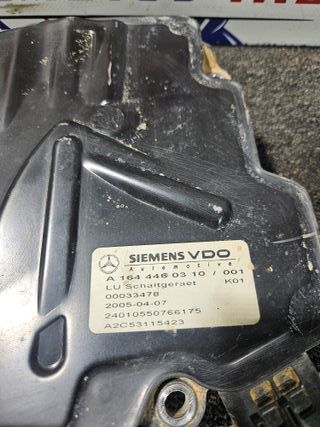 SIEMENS VDO
Automotive
A 164 446 03 10 / 001
LU Schaltgeraet K01
00033478
2005-04-07
24010550766175
A2C53115423